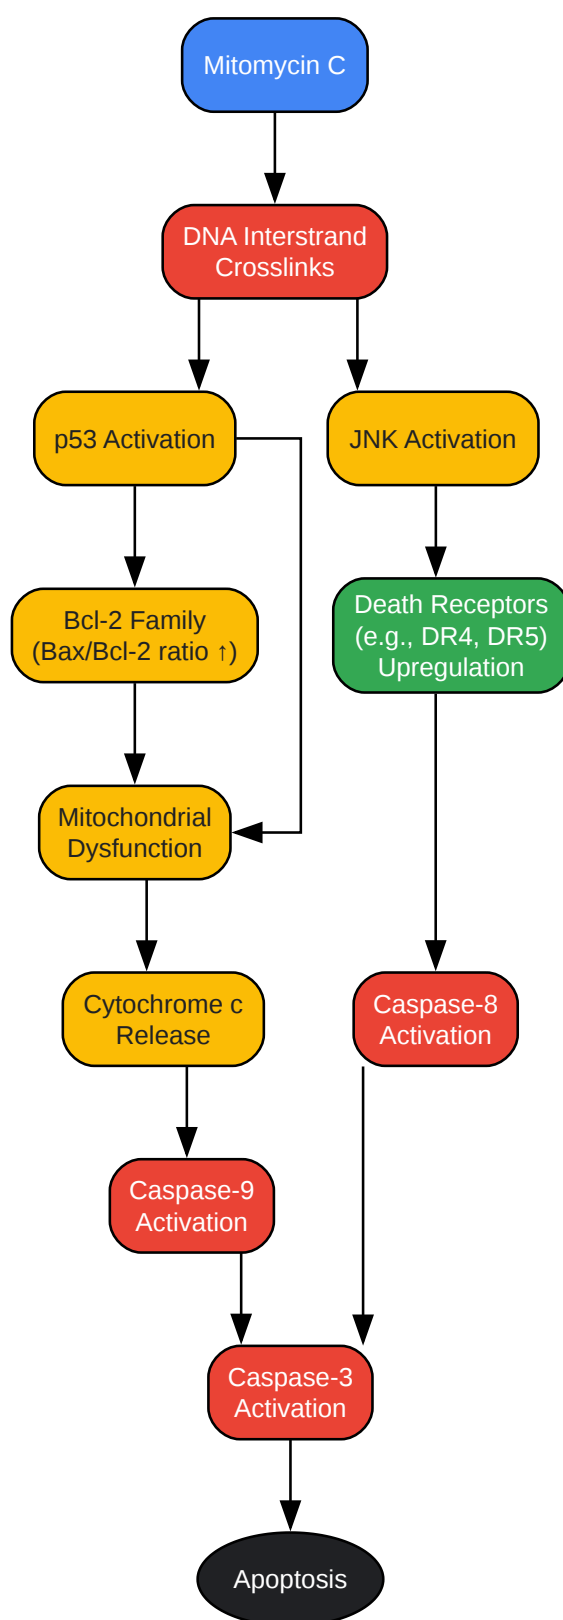 Mitomycin C
DNA Interstrand
Crosslinks
p53 Activation
JNK Activation
Bcl-2 Family
(Bax/Bcl-2 ratio ↑)
Death Receptors
(e.g., DR4, DR5)
Upregulation
Mitochondrial
Dysfunction
Cytochrome c
Release
Caspase-8
Activation
Caspase-9
Activation
Caspase-3
Activation
Apoptosis